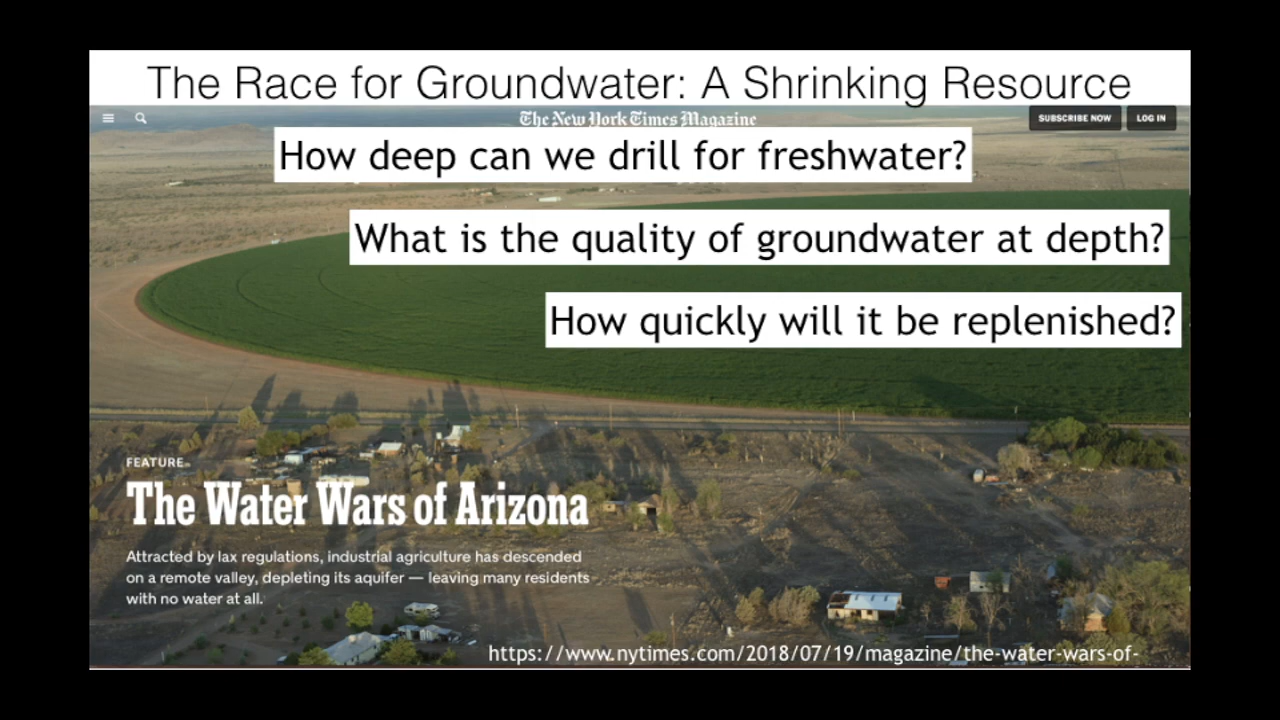 The Race for Groundwater: A Shrinking Resource
The New York Times Magazine
SUBSCRIBE NOW
LOG IN
How deep can we drill for freshwater?
What is the quality of groundwater at depth?
How quickly will it be replenished?
FEATURE
The Water Wars of Arizona
Attracted by lax regulations, industrial agriculture has descended
on a remote valley, depleting its aquifer — leaving many residents
with no water at all.
https://www.nytimes.com/2018/07/19/magazine/the-water-wars-of-